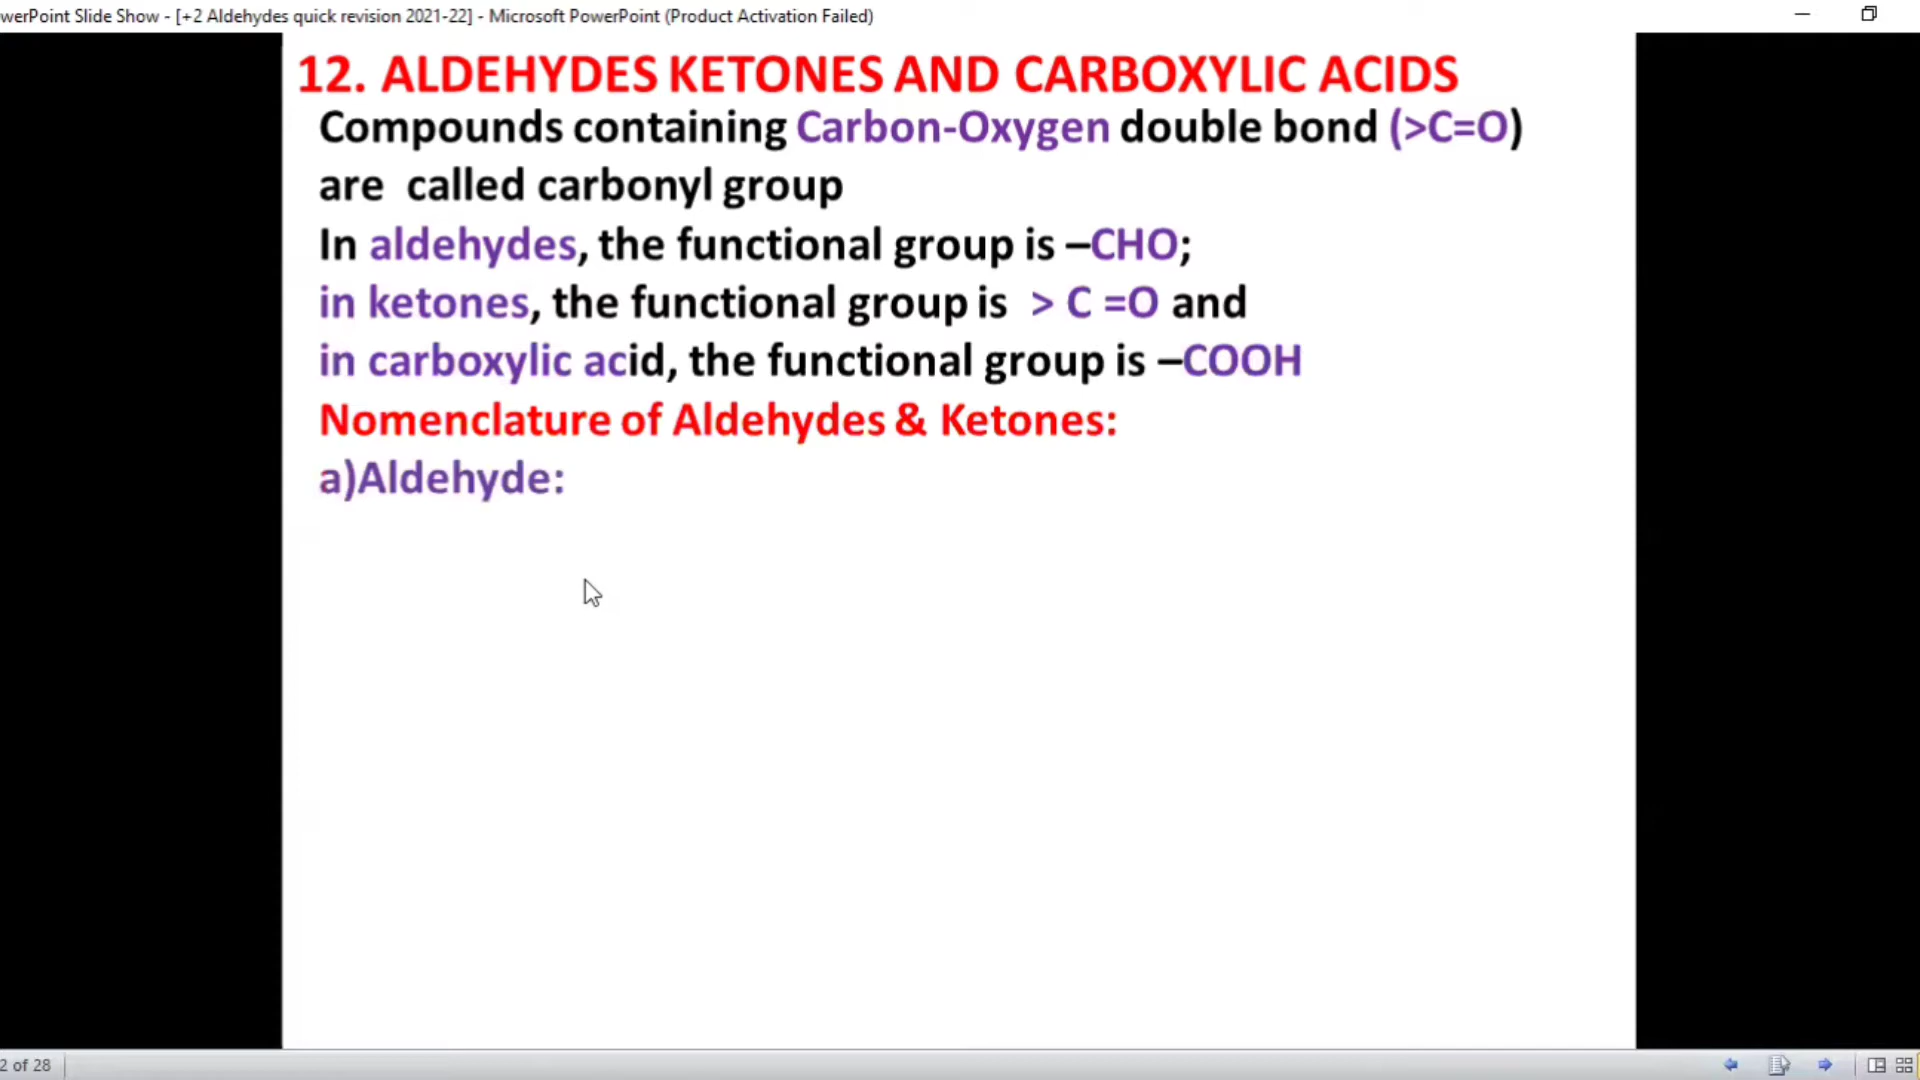 werPoint Slide Show - [+2 Aldehydes quick revision 2021-22] - Microsoft PowerPoint (Product Activation Failed)
12. ALDEHYDES KETONES AND CARBOXYLIC ACIDS
Compounds containing Carbon-Oxygen double bond (>C=O)
are called carbonyl group
In aldehydes, the functional group is –CHO;
in ketones, the functional group is > C =O and
in carboxylic acid, the functional group is –COOH
Nomenclature of Aldehydes & Ketones:
a)Aldehyde:
2 of 28